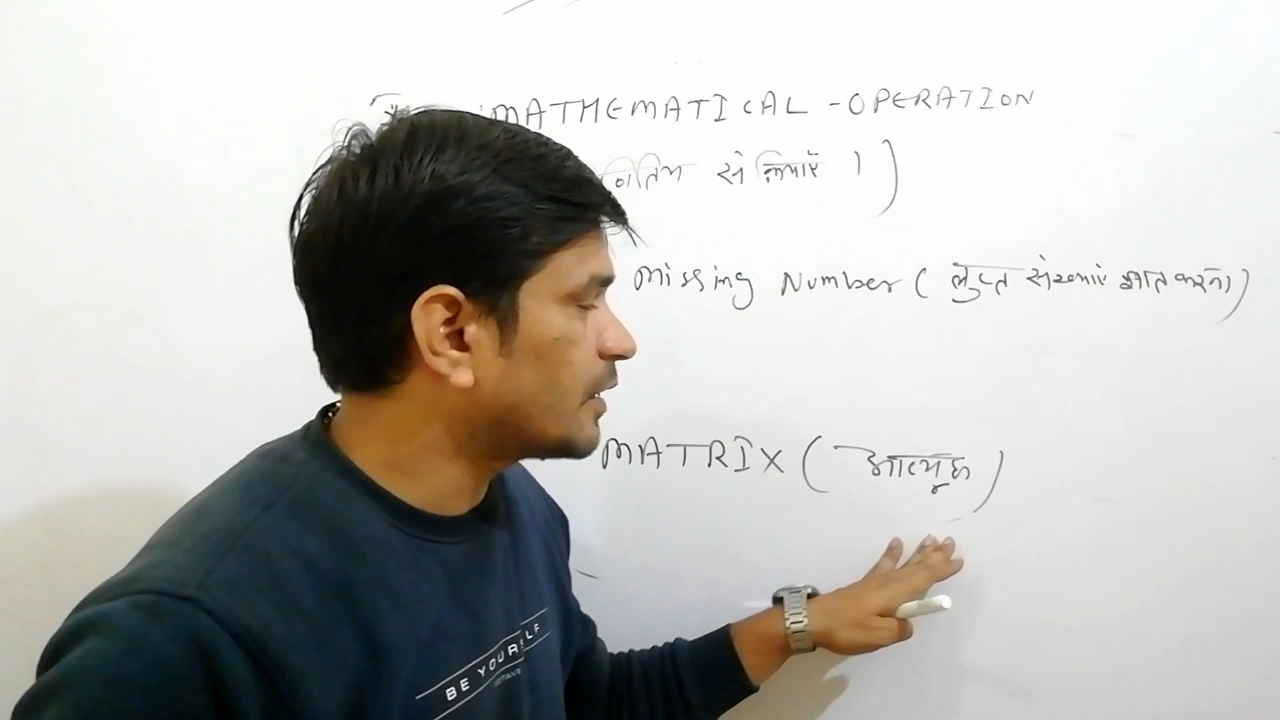 MATHEMATICAL - OPERATION
संक्रियाएँ ।)
Missing Number ( लुप्त संख्याएं ज्ञात करना )
MATRIX ( आव्यूह )
BE YOURSELF